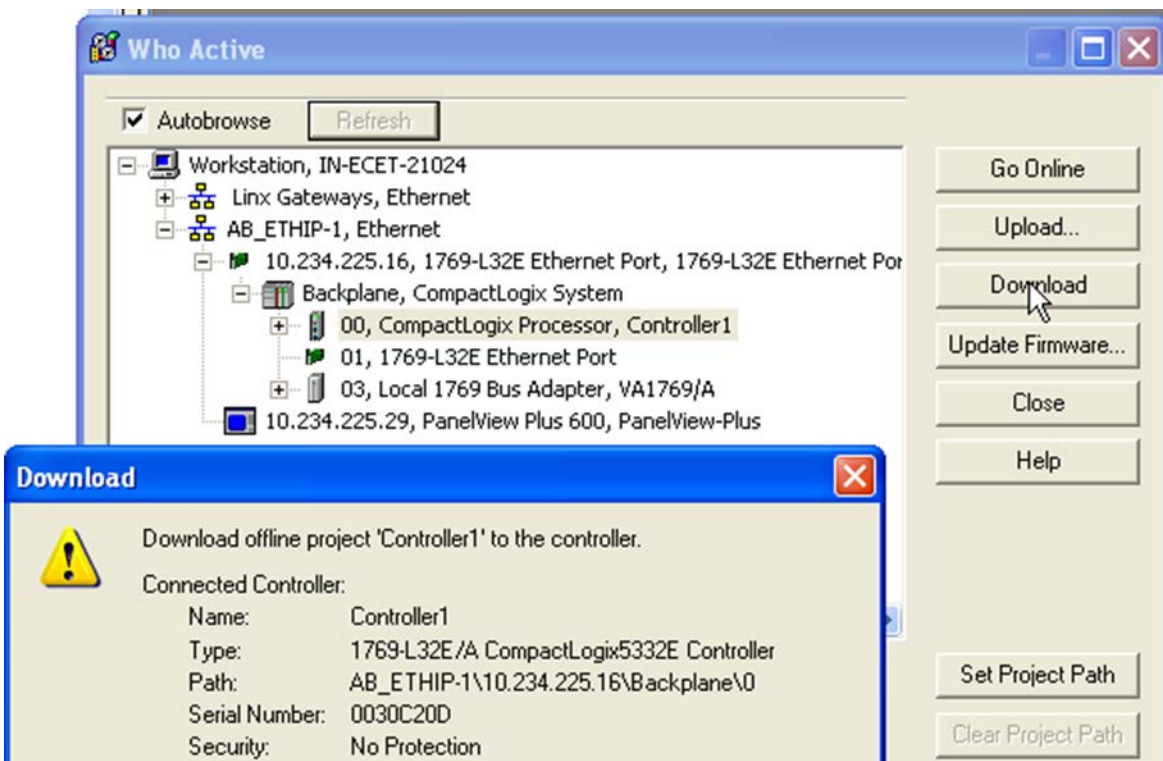 Who Active
Autobrowse Refresh
Workstation, IN-ECET-21024
Linx Gateways, Ethernet
AB_ETHIP-1, Ethernet
10.234.225.16, 1769-L32E Ethernet Port, 1769-L32E Ethernet Por
Backplane, CompactLogix System
00, CompactLogix Processor, Controller1
01, 1769-L32E Ethernet Port
03, Local 1769 Bus Adapter, VA1769/A
10.234.225.29, PanelView Plus 600, PanelView-Plus
Go Online
Upload...
Download
Update Firmware...
Close
Help
Set Project Path
Clear Project Path
Download
Download offline project 'Controller1' to the controller.
Connected Controller:
Name: Controller1
Type: 1769-L32E/A CompactLogix5332E Controller
Path: AB_ETHIP-1\10.234.225.16\Backplane\0
Serial Number: 0030C20D
Security: No Protection